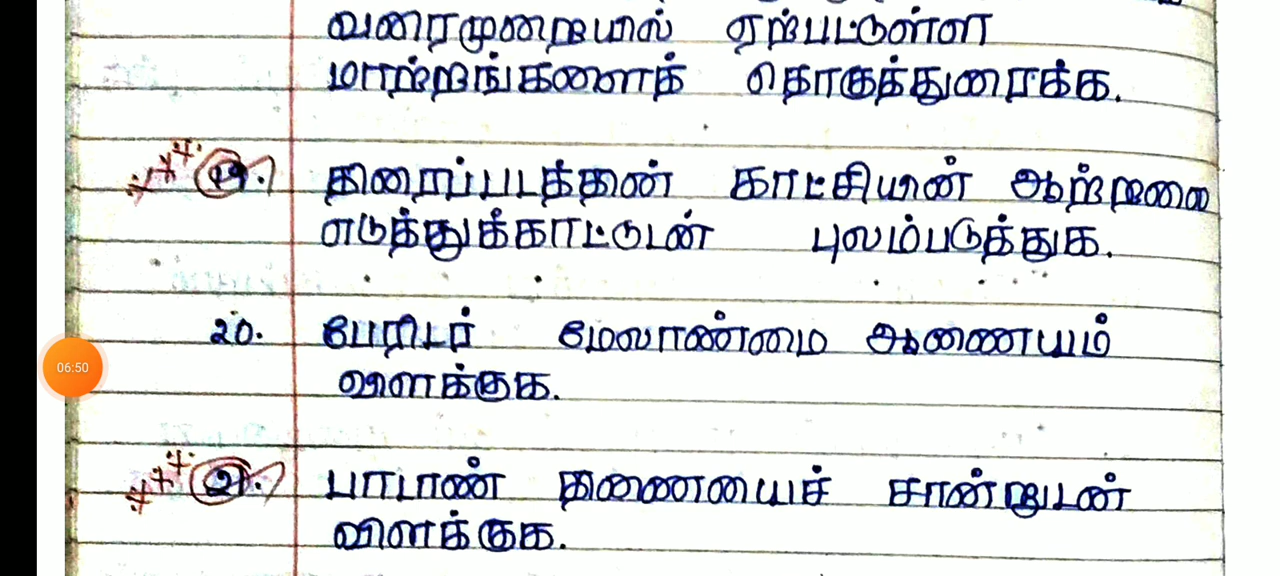 வரைமுறையில் ஏற்பட்டுள்ள
மாற்றங்களைத் தொகுத்துரைக்க.
19. திரைப்படத்தின் காட்சியின் ஆற்றலை
எடுத்துக்காட்டுடன் புலம்படுத்துக.
20. பேரிடர் மேலாண்மை ஆணையம்
விளக்குக.
21. பாடாண் திணையைச் சான்றுடன்
விளக்குக.
06:50